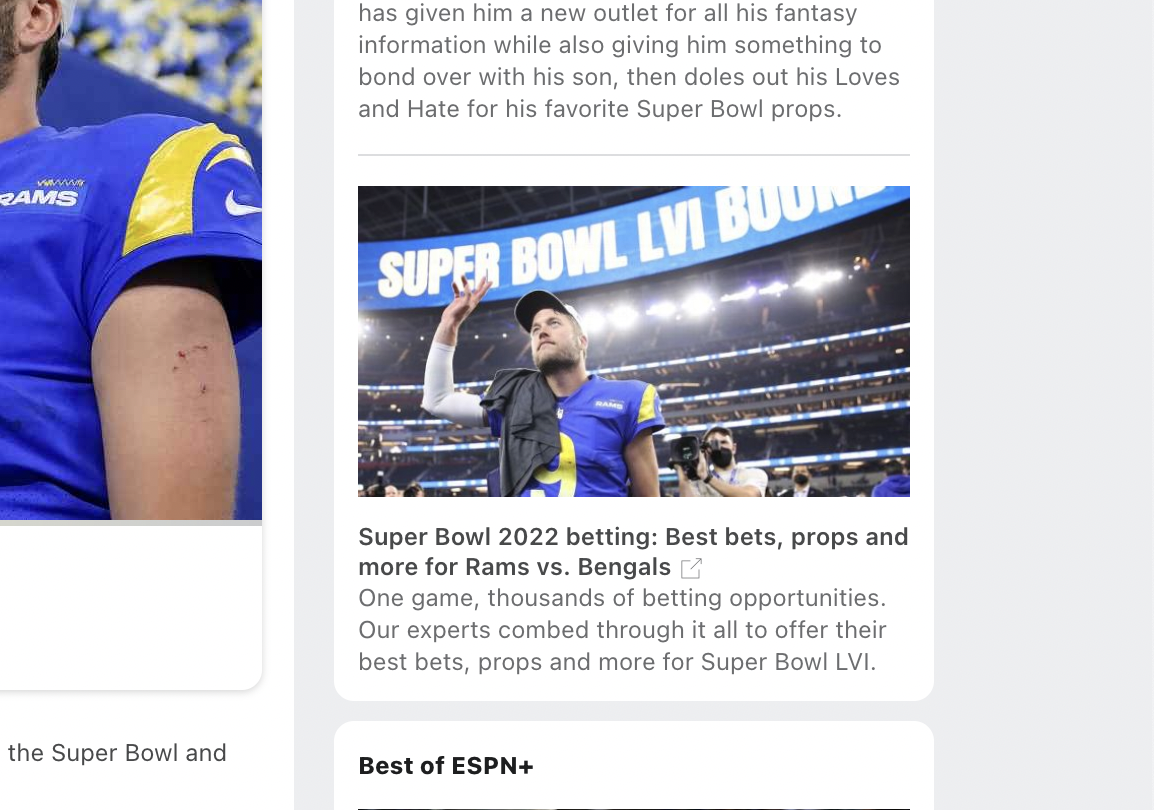 has given him a new outlet for all his fantasy
information while also giving him something to
bond over with his son, then doles out his Loves
and Hate for his favorite Super Bowl props.
RAMS
SUPER BOWL LVI BOUND
RAMS
9
Super Bowl 2022 betting: Best bets, props and
more for Rams vs. Bengals
One game, thousands of betting opportunities.
Our experts combed through it all to offer their
best bets, props and more for Super Bowl LVI.
the Super Bowl and
Best of ESPN+